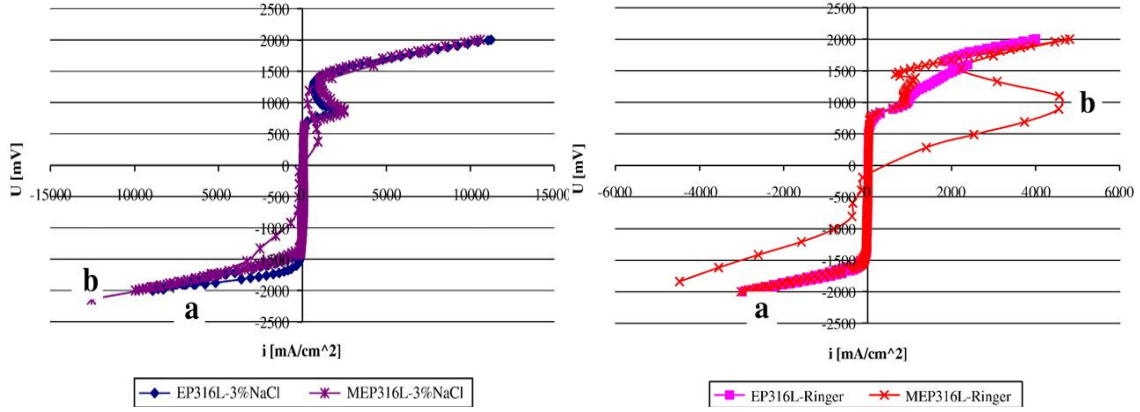 a
2500
2000
1500
1000
500
0
-500
-1000
-1500
-2000
-2500
-15000 -10000 -5000 0 5000 10000 15000
U [mV]
b
a
i [mA/cm^2]
EP316L-3%NaCl MEP316L-3%NaCl
b
2500
2000
1500
1000
500
0
-500
-1000
-1500
-2000
-2500
-6000 -4000 -2000 0 2000 4000 6000
U [mV]
b
a
i [mA/cm^2]
EP316L-Ringer MEP316L-Ringer